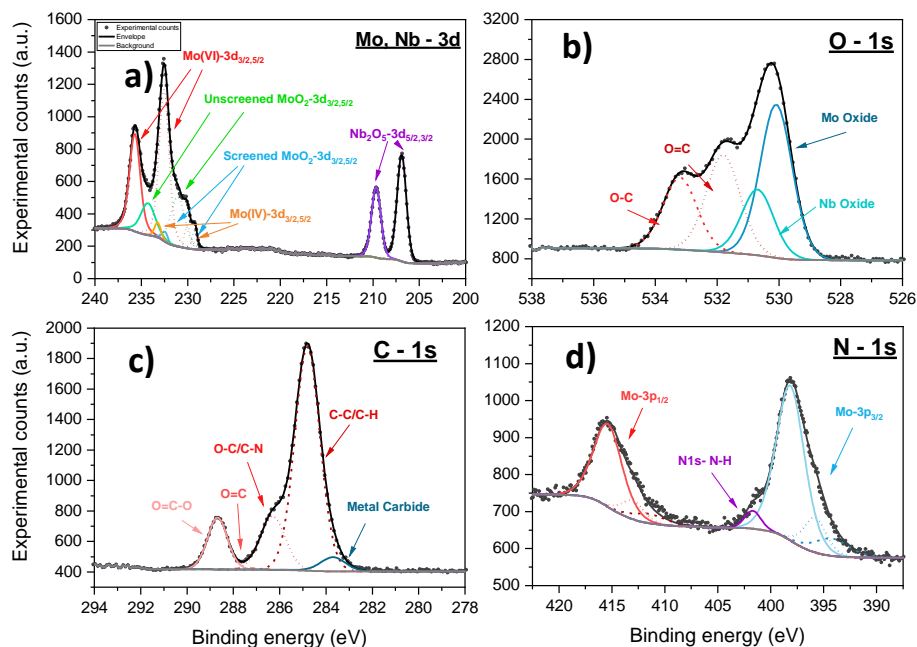 Experimental counts
Envelope
Background
a)
Mo, Nb - 3d
Mo(VI)-3d3/2,5/2
Unscreened MoO2-3d3/2,5/2
Nb2O5-3d5/2,3/2
Screened MoO2-3d3/2,5/2
Mo(IV)-3d3/2,5/2
Experimental counts (a.u.)
1600
1400
1200
1000
800
600
400
200
0
240 235 230 225 220 215 210 205 200
b)
O - 1s
O=C
Mo Oxide
O-C
Nb Oxide
Experimental counts (a.u.)
3200
2800
2400
2000
1600
1200
800
538 536 534 532 530 528 526
c)
C - 1s
C-C/C-H
O-C/C-N
O=C
O=C-O
Metal Carbide
Experimental counts (a.u.)
2000
1800
1600
1400
1200
1000
800
600
400
294 292 290 288 286 284 282 280 278
Binding energy (eV)
d)
N - 1s
Mo-3p1/2
Mo-3p3/2
N1s- N-H
Experimental counts (a.u.)
1200
1100
1000
900
800
700
600
500
420 415 410 405 400 395 390
Binding energy (eV)